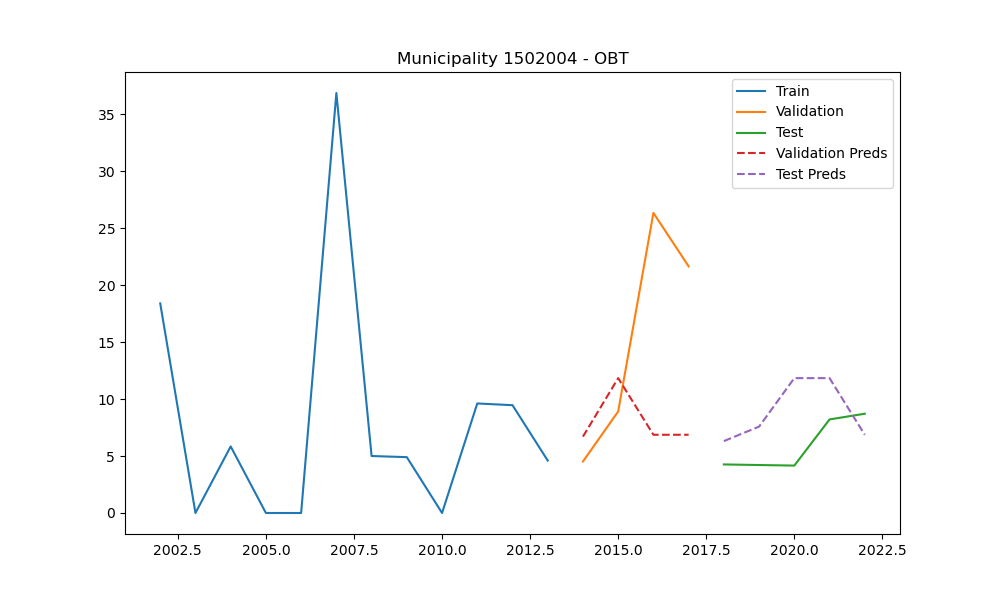 Municipality 1502004 - OBT
Train
Validation
Test
Validation Preds
Test Preds
35
30
25
20
15
10
5
0
2002.5 2005.0 2007.5 2010.0 2012.5 2015.0 2017.5 2020.0 2022.5